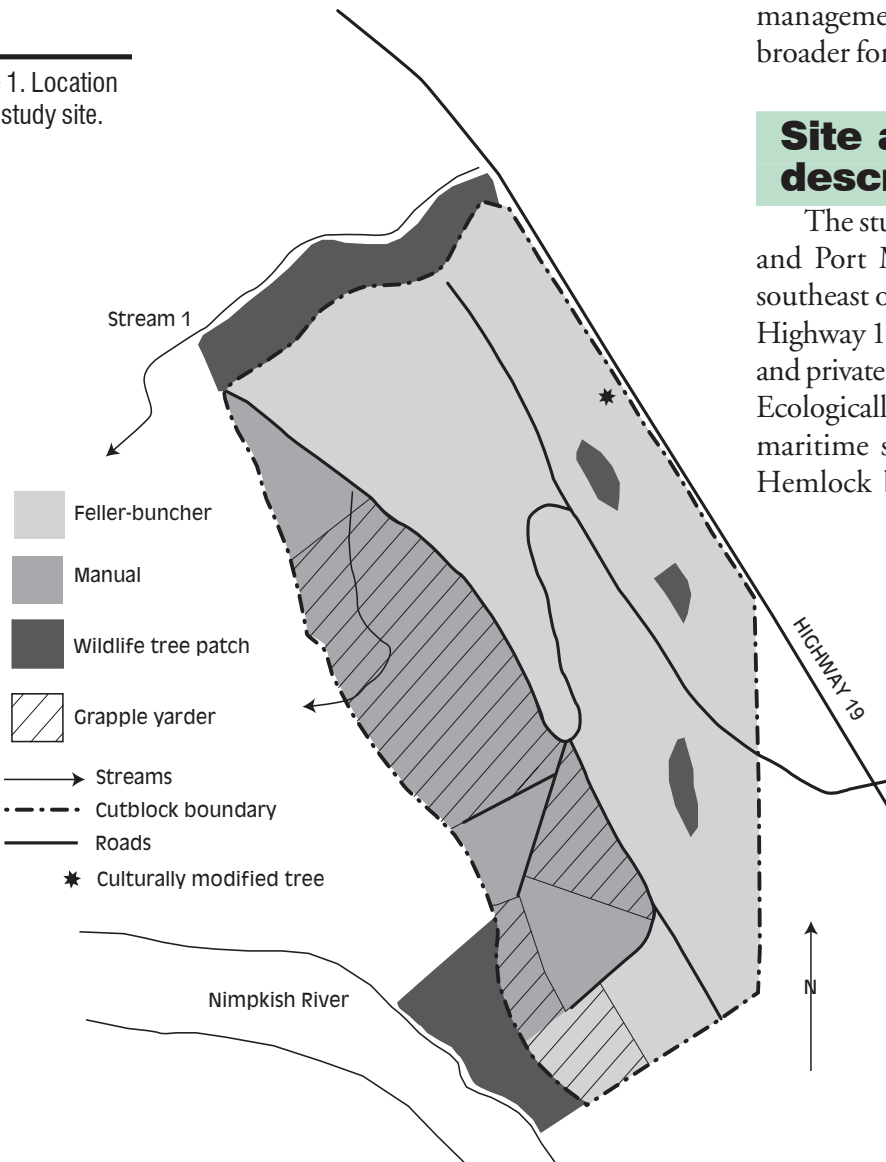 1. Location
study site.
Stream 1
Feller-buncher
Manual
Wildlife tree patch
Grapple yarder
Streams
Cutblock boundary
Roads
Culturally modified tree
Nimpkish River
HIGHWAY 19
N
broader for
Site a
descr
The stu
and Port M
southeast o
Highway 1
and private
Ecologicall
maritime s
Hemlock b